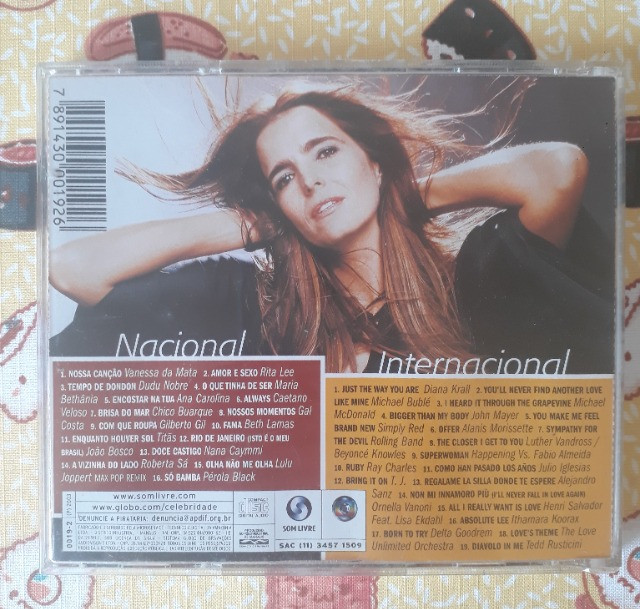 7 891430 001926
Nacional
1. NOSSA CANÇÃO Vanessa da Mata 2. AMOR E SEXO Rita Lee
3. TEMPO DE DONDON Dudu Nobre 4. O QUE TINHA DE SER Maria
Bethânia 5. ENCOSTAR NA TUA Ana Carolina 6. ALWAYS Caetano
Veloso 7. BRISA DO MAR Chico Buarque 8. NOSSOS MOMENTOS Gal
Costa 9. COM QUE ROUPA Gilberto Gil 10. FANIA Beth Lamas
11. ENQUANTO HOUVER SOL Titãs 12. RIO DE JANEIRO (ISTO É O MEU
BRASIL) João Bosco 13. DOCE CASTIGO Nana Caymmi
14. A VIZINHA DO LADO Roberta Sá 15. OLHA NÃO ME OLHA Lulu
Joppert MAX POP REMIX 16. SÓ BAMBA Pérola Black
www.somlivre.com
www.globo.com/celebridade
DENUNCIE A PIRATARIA: denuncia@apdif.org.br
0019-2
COMPACT
disc
DIGITAL AUDIO
SOM LIVRE
SAC (11) 3457 1509
Internacional
1. JUST THE WAY YOU ARE Diana Krall 2. YOU'LL NEVER FIND ANOTHER LOVE
LIKE MINE Michael Bublé 3. I HEARD IT THROUGH THE GRAPEVINE Michael
McDonald 4. BIGGER THAN MY BODY John Mayer 5. YOU MAKE ME FEEL
BRAND NEW Simply Red 6. OFFER Alanis Morissette 7. SYMPATHY FOR
THE DEVIL Rolling Band 8. THE CLOSER I GET TO YOU Luther Vandross /
Beyoncé Knowles 9. SUPERWOMAN Rappening Vs. Fabio Almeida
10. RUBY Ray Charles 11. COMO HAN PASADO LOS AÑOS Julio Iglesias
12. BRING IT ON T. J. 13. REGALAME LA SILLA DONDE TE ESPERE Alejandro
Sanz 14. NON MI INNAMORO PIÙ (I'LL NEVER FALL IN LOVE AGAIN)
Ornella Vanoni 15. ALL I REALLY WANT IS LOVE Henri Salvador
Feat. Lisa Ekdahl 16. ABSOLUTE LEE Ithamara Koorax
17. BORN TO TRY Delta Goodrem 18. LOVE'S THEME The Love
Unlimited Orchestra 19. DIAVOLO IN ME Tedd Rusticini